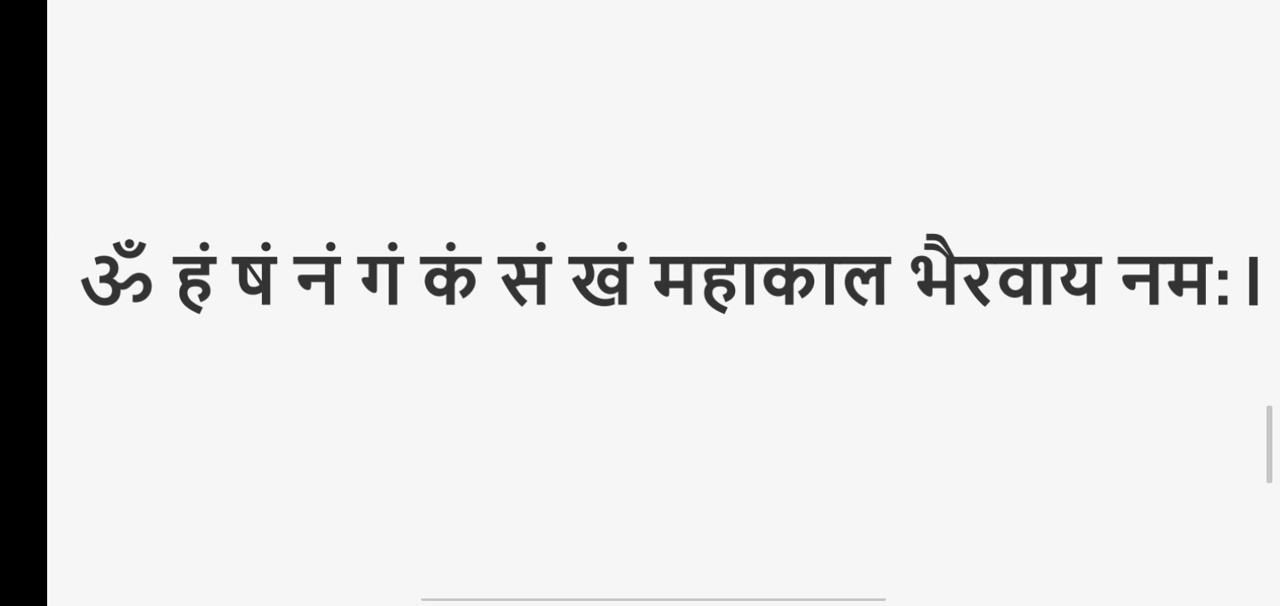 ॐ हं षं नं गं कं सं खं महाकाल भैरवाय नमः।